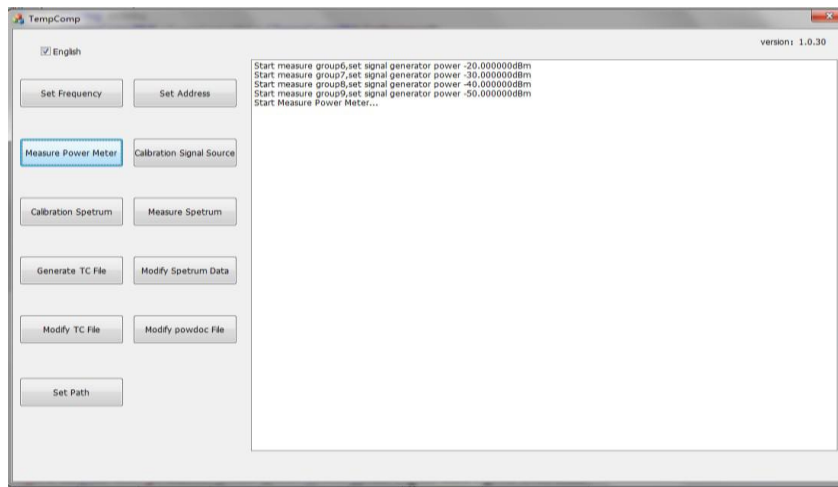 TempComp
English
version: 1.0.30
Set Frequency
Set Address
Measure Power Meter
Calbration Signal Source
Calibration Spetrum
Measure Spetrum
Generate TC File
Modify Spetrum Data
Modify TC File
Modify powdoc File
Set Path
Start measure group6,set signal generator power -20.000000dBm
Start measure group7,set signal generator power -30.000000dBm
Start measure group8,set signal generator power -40.000000dBm
Start measure group9,set signal generator power -50.000000dBm
Start Measure Power Meter...